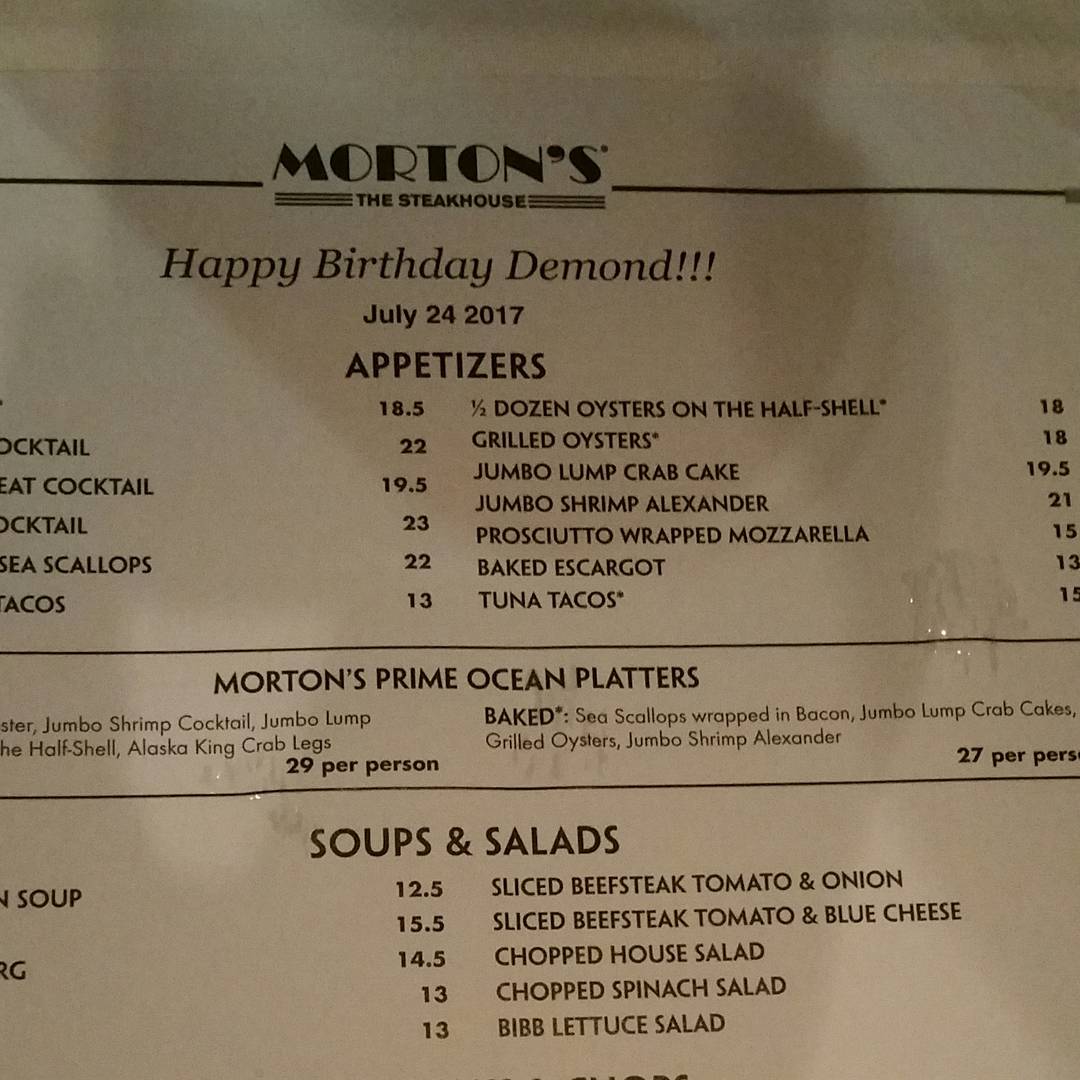 MORTON'S
THE STEAKHOUSE
Happy Birthday Demond!!!
July 24 2017
APPETIZERS
18.5
OCKTAIL 22
EAT COCKTAIL 19.5
OCKTAIL 23
SEA SCALLOPS 22
TACOS 13
½ DOZEN OYSTERS ON THE HALF-SHELL* 18
GRILLED OYSTERS* 18
JUMBO LUMP CRAB CAKE 19.5
JUMBO SHRIMP ALEXANDER 21
PROSCIUTTO WRAPPED MOZZARELLA 15
BAKED ESCARGOT 13
TUNA TACOS* 15
MORTON'S PRIME OCEAN PLATTERS
ster, Jumbo Shrimp Cocktail, Jumbo Lump
he Half-Shell, Alaska King Crab Legs
29 per person
BAKED*: Sea Scallops wrapped in Bacon, Jumbo Lump Crab Cakes,
Grilled Oysters, Jumbo Shrimp Alexander
27 per perso
SOUPS & SALADS
N SOUP 12.5
15.5
RG 14.5
13
13
SLICED BEEFSTEAK TOMATO & ONION
SLICED BEEFSTEAK TOMATO & BLUE CHEESE
CHOPPED HOUSE SALAD
CHOPPED SPINACH SALAD
BIBB LETTUCE SALAD